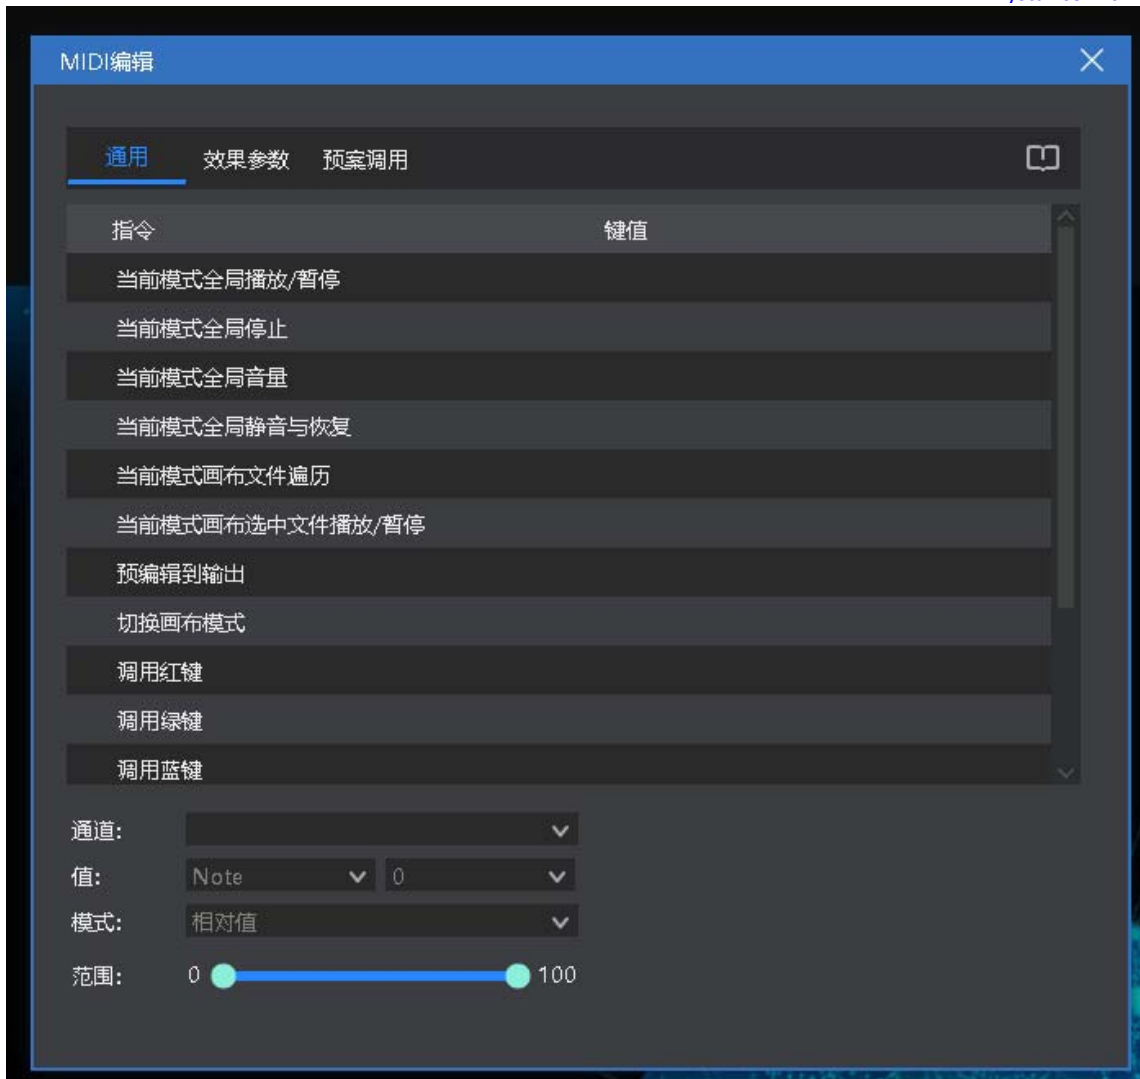 MIDI编辑
通用 效果参数 预案调用
指令 键值
当前模式全局播放/暂停
当前模式全局停止
当前模式全局音量
当前模式全局静音与恢复
当前模式画布文件遍历
当前模式画布选中文件播放/暂停
预编辑到输出
切换画布模式
调用红键
调用绿键
调用蓝键
通道:
值: Note 0
模式: 相对值
范围: 0 100